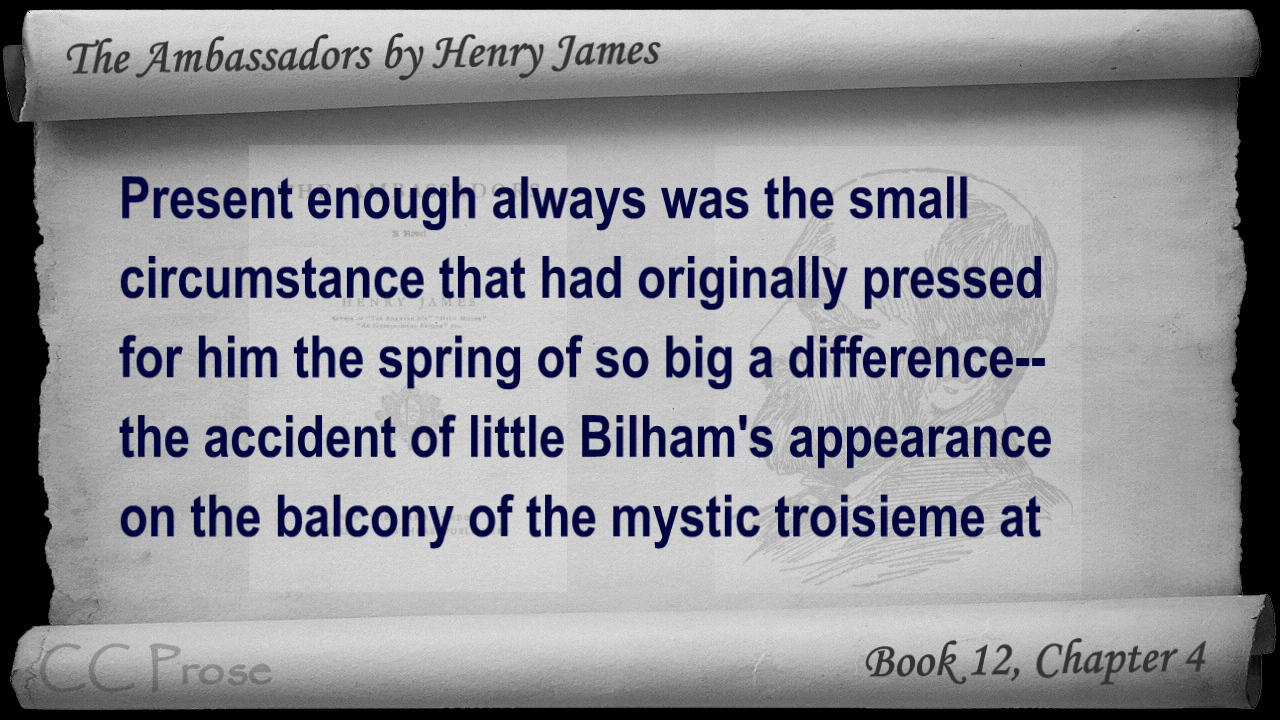 The Ambassadors by Henry James
Present enough always was the small
circumstance that had originally pressed
for him the spring of so big a difference--
the accident of little Bilham's appearance
on the balcony of the mystic troisieme at
CC Prose
Book 12, Chapter 4